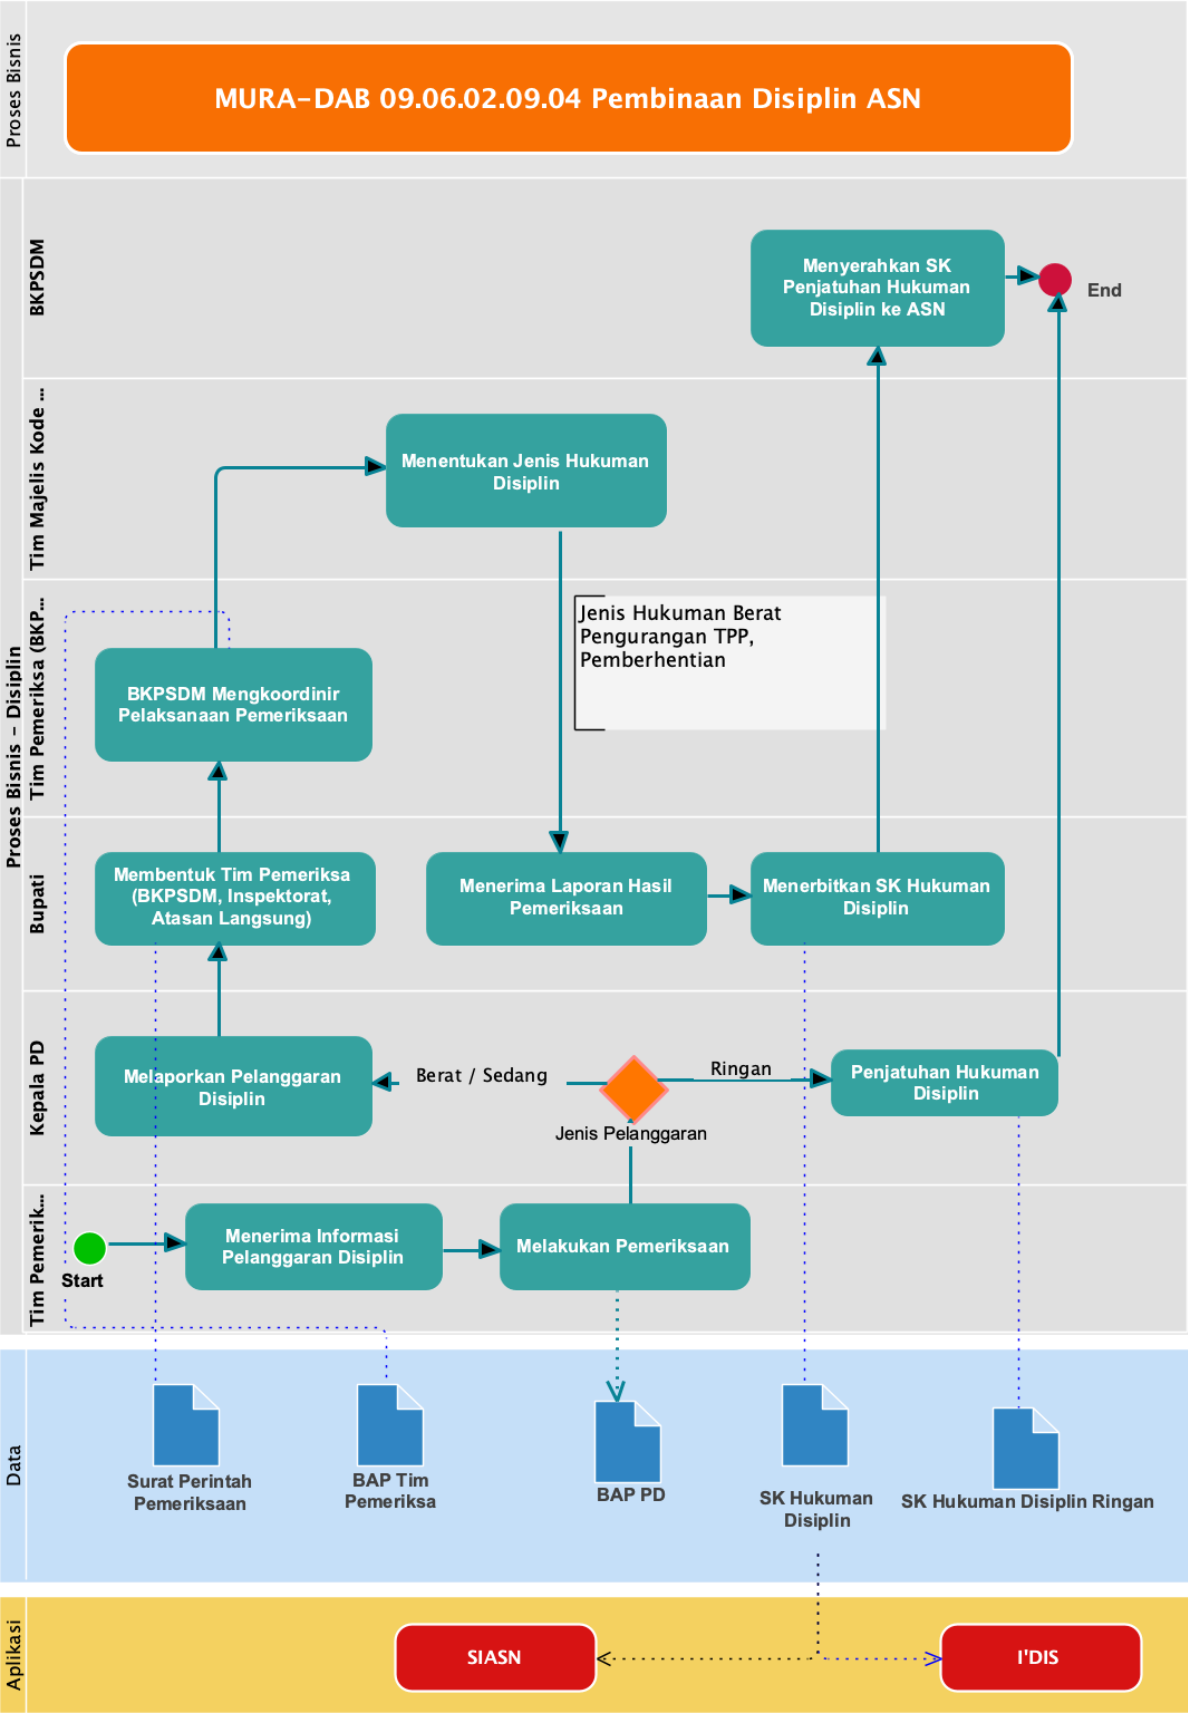 Proses Bisnis
MURA-DAB 09.06.02.09.04 Pembinaan Disiplin ASN
Proses Bisnis - Disiplin
BKPSDM
Menyerahkan SK
Penjatuhan Hukuman
Disiplin ke ASN
End
Tim Majelis Kode ...
Menentukan Jenis Hukuman
Disiplin
Tim Pemeriksa (BKP...
Jenis Hukuman Berat
Pengurangan TPP,
Pemberhentian
BKPSDM Mengkoordinir
Pelaksanaan Pemeriksaan
Bupati
Membentuk Tim Pemeriksa
(BKPSDM, Inspektorat,
Atasan Langsung)
Menerima Laporan Hasil
Pemeriksaan
Menerbitkan SK Hukuman
Disiplin
Kepala PD
Melaporkan Pelanggaran
Disiplin
Berat / Sedang
Jenis Pelanggaran
Ringan
Penjatuhan Hukuman
Disiplin
Tim Pemerik...
Start
Menerima Informasi
Pelanggaran Disiplin
Melakukan Pemeriksaan
Data
Surat Perintah
Pemeriksaan
BAP Tim
Pemeriksa
BAP PD
SK Hukuman
Disiplin
SK Hukuman Disiplin Ringan
Aplikasi
SIASN
I'DIS